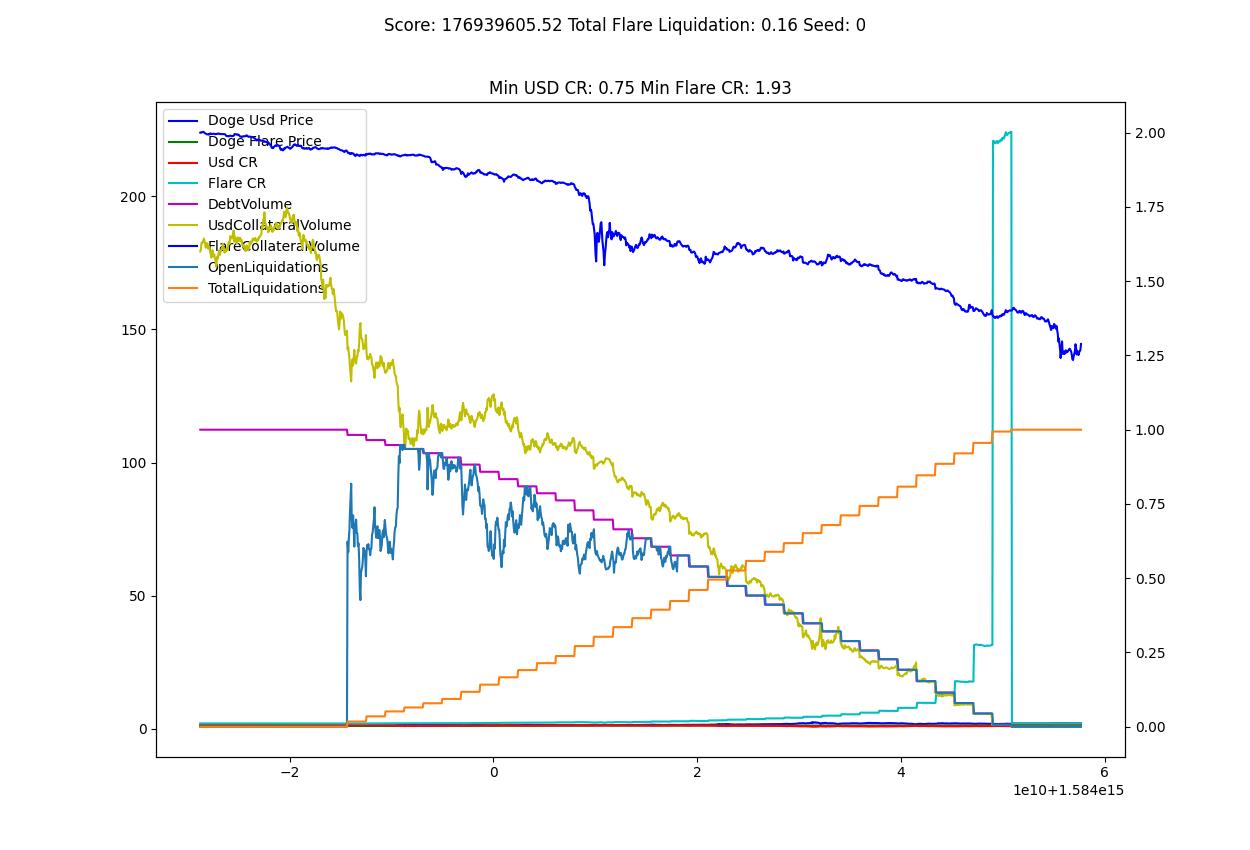 Score: 176939605.52 Total Flare Liquidation: 0.16 Seed: 0
Min USD CR: 0.75 Min Flare CR: 1.93
Doge Usd Price
Doge Flare Price
Usd CR
Flare CR
DebtVolume
UsdCollateralVolume
FlareCollateralVolume
OpenLiquidations
TotalLiquidations
200
150
100
50
0
2.00
1.75
1.50
1.25
1.00
0.75
0.50
0.25
0.00
−2 0 2 4 6
1e10+1.584e15